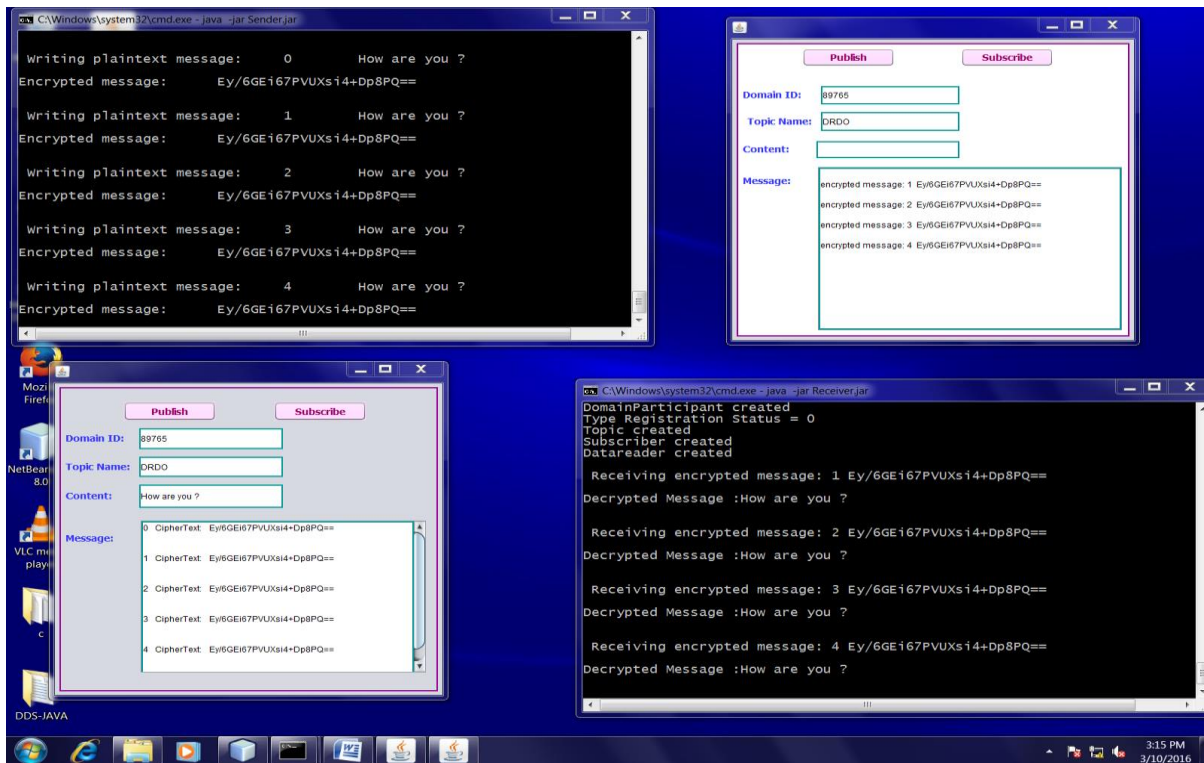 C:\Windows\system32\cmd.exe - java -jar Sender.jar
Writing plaintext message: 0 How are you ?
Encrypted message: Ey/6GEi67PVUXsi4+Dp8PQ==
Writing plaintext message: 1 How are you ?
Encrypted message: Ey/6GEi67PVUXsi4+Dp8PQ==
Writing plaintext message: 2 How are you ?
Encrypted message: Ey/6GEi67PVUXsi4+Dp8PQ==
Writing plaintext message: 3 How are you ?
Encrypted message: Ey/6GEi67PVUXsi4+Dp8PQ==
Writing plaintext message: 4 How are you ?
Encrypted message: Ey/6GEi67PVUXsi4+Dp8PQ==
Publish Subscribe
Domain ID: 89765
Topic Name: DRDO
Content:
Message:
encrypted message: 1 Ey/6GEi67PVUXsi4+Dp8PQ==
encrypted message: 2 Ey/6GEi67PVUXsi4+Dp8PQ==
encrypted message: 3 Ey/6GEi67PVUXsi4+Dp8PQ==
encrypted message: 4 Ey/6GEi67PVUXsi4+Dp8PQ==
Mozi
Firefo
NetBean
8.0
VLC me
playe
c
DDS-JAVA
Publish Subscribe
Domain ID: 89765
Topic Name: DRDO
Content: How are you ?
Message:
0 CipherText: Ey/6GEi67PVUXsi4+Dp8PQ==
1 CipherText: Ey/6GEi67PVUXsi4+Dp8PQ==
2 CipherText: Ey/6GEi67PVUXsi4+Dp8PQ==
3 CipherText: Ey/6GEi67PVUXsi4+Dp8PQ==
4 CipherText: Ey/6GEi67PVUXsi4+Dp8PQ==
C:\Windows\system32\cmd.exe - java -jar Receiver.jar
DomainParticipant created
Type Registration Status = 0
Topic created
Subscriber created
Datareader created
Receiving encrypted message: 1 Ey/6GEi67PVUXsi4+Dp8PQ==
Decrypted Message :How are you ?
Receiving encrypted message: 2 Ey/6GEi67PVUXsi4+Dp8PQ==
Decrypted Message :How are you ?
Receiving encrypted message: 3 Ey/6GEi67PVUXsi4+Dp8PQ==
Decrypted Message :How are you ?
Receiving encrypted message: 4 Ey/6GEi67PVUXsi4+Dp8PQ==
Decrypted Message :How are you ?
3:15 PM
3/10/2016